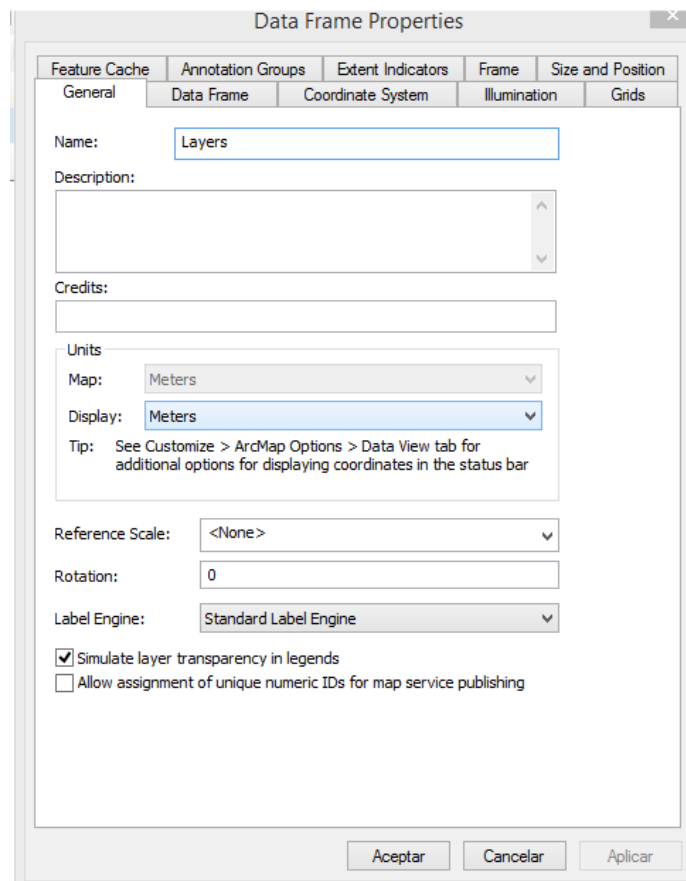 Data Frame Properties
Feature Cache Annotation Groups Extent Indicators Frame Size and Position
General Data Frame Coordinate System Illumination Grids
Name: Layers
Description:
Credits:
Units
Map: Meters
Display: Meters
Tip: See Customize > ArcMap Options > Data View tab for
additional options for displaying coordinates in the status bar
Reference Scale: <None>
Rotation: 0
Label Engine: Standard Label Engine
Simulate layer transparency in legends
Allow assignment of unique numeric IDs for map service publishing
Aceptar Cancelar Aplicar